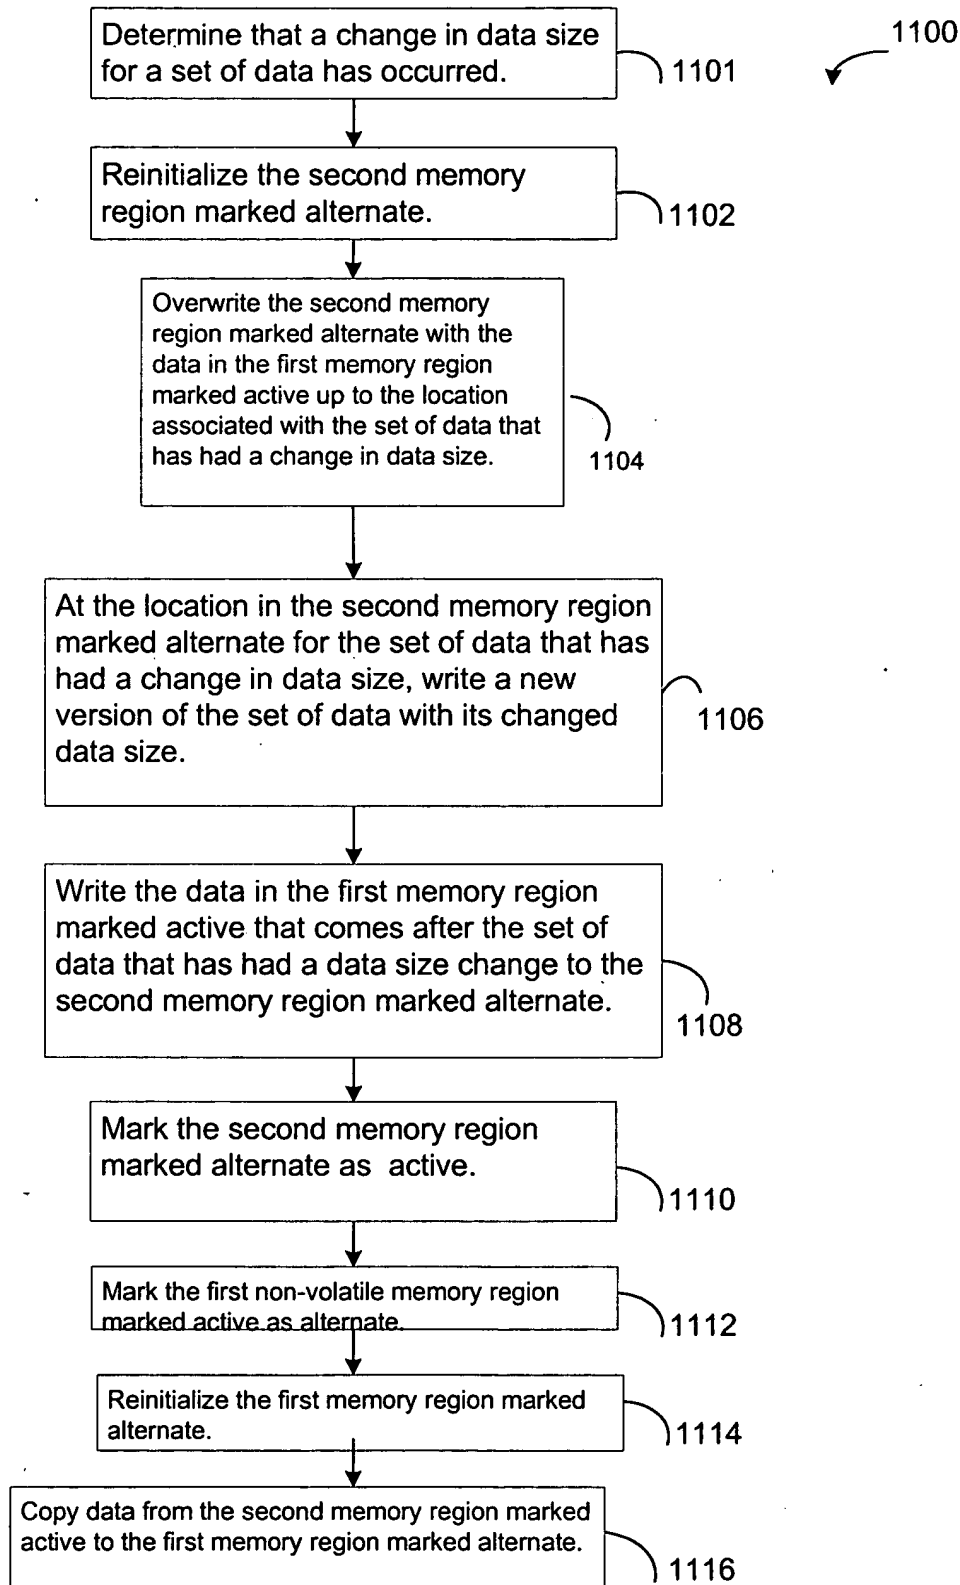 1100
Determine that a change in data size
for a set of data has occurred.
1101
Reinitialize the second memory
region marked alternate.
1102
Overwrite the second memory
region marked alternate with the
data in the first memory region
marked active up to the location
associated with the set of data that
has had a change in data size.
1104
At the location in the second memory region
marked alternate for the set of data that has
had a change in data size, write a new
version of the set of data with its changed
data size.
1106
Write the data in the first memory region
marked active that comes after the set of
data that has had a data size change to the
second memory region marked alternate.
1108
Mark the second memory region
marked alternate as active.
1110
Mark the first non-volatile memory region
marked active as alternate.
1112
Reinitialize the first memory region marked
alternate.
1114
Copy data from the second memory region marked
active to the first memory region marked alternate.
1116